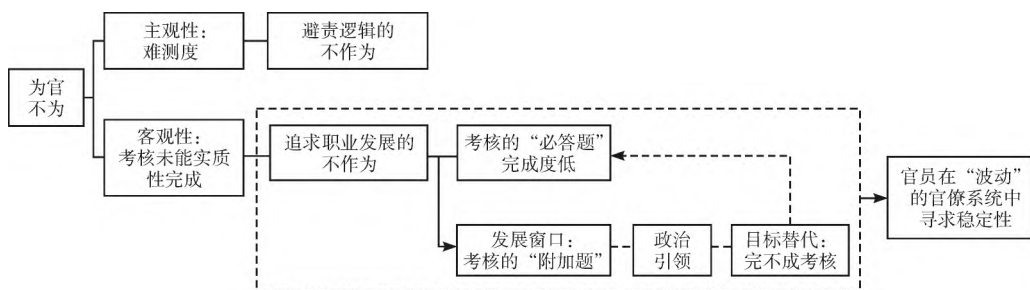 为官
不为
主观性：
难测度
避责逻辑的
不作为
客观性：
考核未能实质
性完成
追求职业发展的
不作为
考核的“必答题”
完成度低
发展窗口：
考核的“附加题”
政治
引领
目标替代：
完不成考核
官员在“波动”
的官僚系统中
寻求稳定性